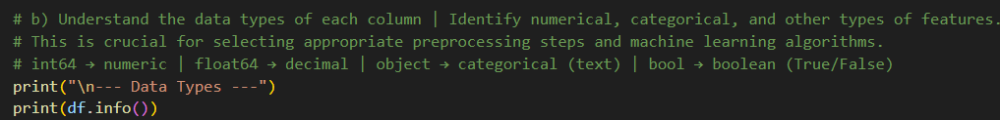 # b) Understand the data types of each column | Identify numerical, categorical, and other types of features.
# This is crucial for selecting appropriate preprocessing steps and machine learning algorithms.
# int64 → numeric | float64 → decimal | object → categorical (text) | bool → boolean (True/False)
print("\n--- Data Types ---")
print(df.info())